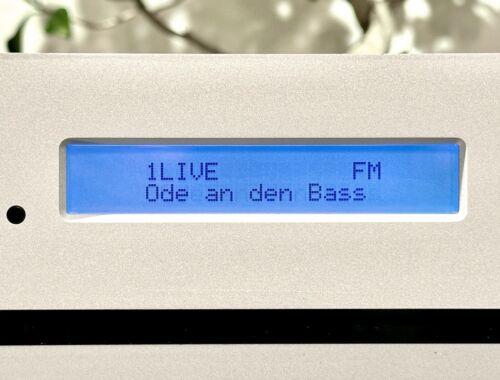 1LIVE FM
Ode an den Bass